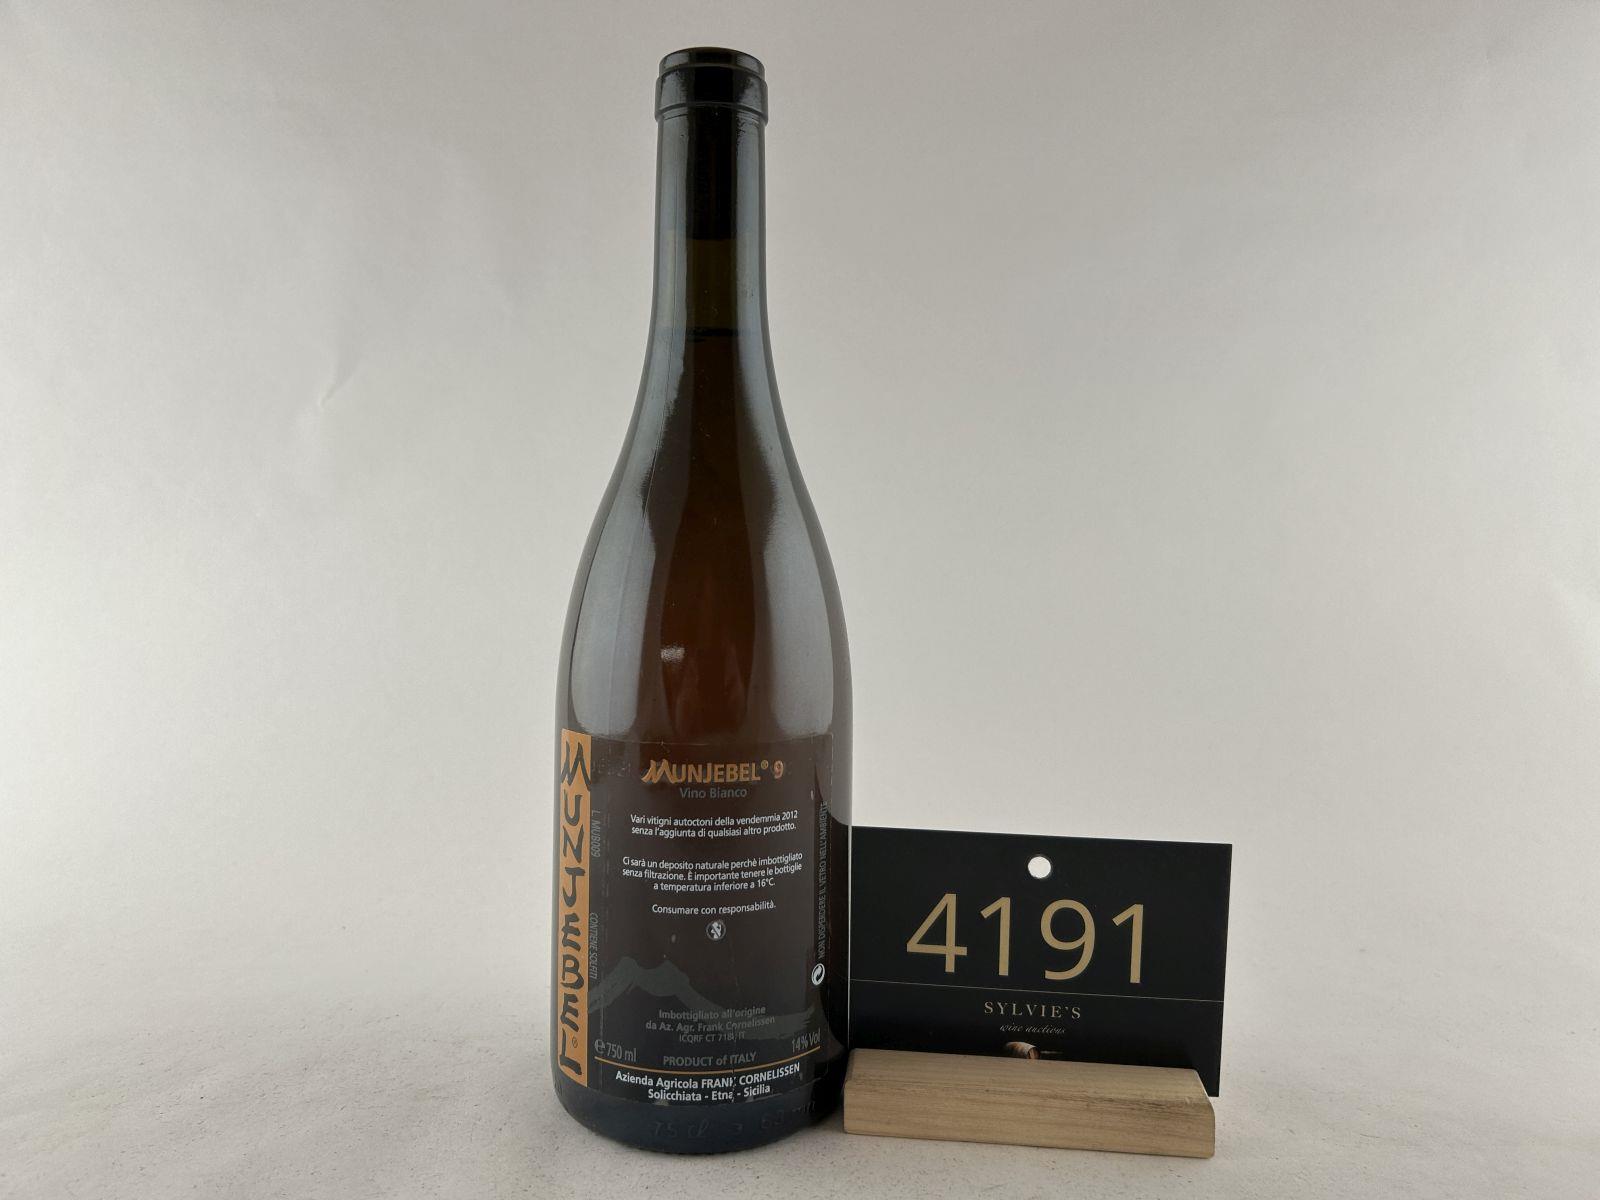 MUNJEBEL®
MUNJEBEL® 9
Vino Bianco
Vari vitigni autoctoni della vendemmia 2012
senza l'aggiunta di qualsiasi altro prodotto.
Ci sarà un deposito naturale perchè imbottigliato
senza filtrazione. È importante tenere le bottiglie
a temperatura inferiore a 16°C.
Consumare con responsabilità.
L. MUB009
CONTIENE SOLFITI
NON DISPERDERE IL VETRO NELL'AMBIENTE
Imbottigliato all'origine
da Az. Agr. Frank Cornelissen
ICQRF CT 718/ IT
℮ 750 ml
14% Vol
PRODUCT of ITALY
Azienda Agricola FRANK CORNELISSEN
Solicchiata - Etna - Sicilia
75 cl
4191
SYLVIE'S
wine auctions